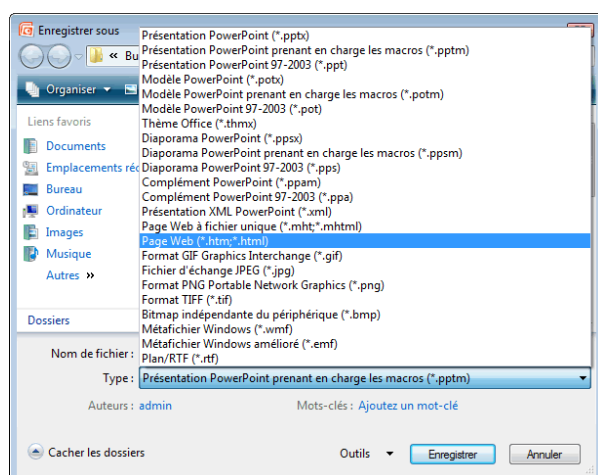 Enregistrer sous
« Bu
Organiser
Liens favoris
Documents
Emplacements réc
Bureau
Ordinateur
Images
Musique
Autres »
Dossiers
Présentation PowerPoint (*.pptx)
Présentation PowerPoint prenant en charge les macros (*.pptm)
Présentation PowerPoint 97-2003 (*.ppt)
Modèle PowerPoint (*.potx)
Modèle PowerPoint prenant en charge les macros (*.potm)
Modèle PowerPoint 97-2003 (*.pot)
Thème Office (*.thmx)
Diaporama PowerPoint (*.ppsx)
Diaporama PowerPoint prenant en charge les macros (*.ppsm)
Diaporama PowerPoint 97-2003 (*.pps)
Complément PowerPoint (*.ppam)
Complément PowerPoint 97-2003 (*.ppa)
Présentation XML PowerPoint (*.xml)
Page Web à fichier unique (*.mht;*.mhtml)
Page Web (*.htm;*.html)
Format GIF Graphics Interchange (*.gif)
Fichier d'échange JPEG (*.jpg)
Format PNG Portable Network Graphics (*.png)
Format TIFF (*.tif)
Bitmap indépendante du périphérique (*.bmp)
Métafichier Windows (*.wmf)
Métafichier Windows amélioré (*.emf)
Plan/RTF (*.rtf)
Nom de fichier :
Type : Présentation PowerPoint prenant en charge les macros (*.pptm)
Auteurs : admin Mots-clés : Ajoutez un mot-clé
Cacher les dossiers Outils Enregistrer Annuler